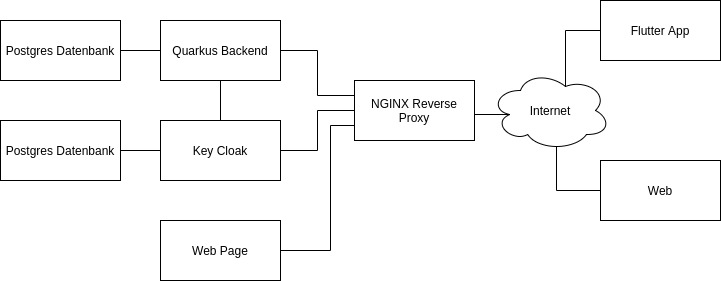 Postgres Datenbank
Quarkus Backend
Flutter App
NGINX Reverse
Proxy
Internet
Postgres Datenbank
Key Cloak
Web
Web Page